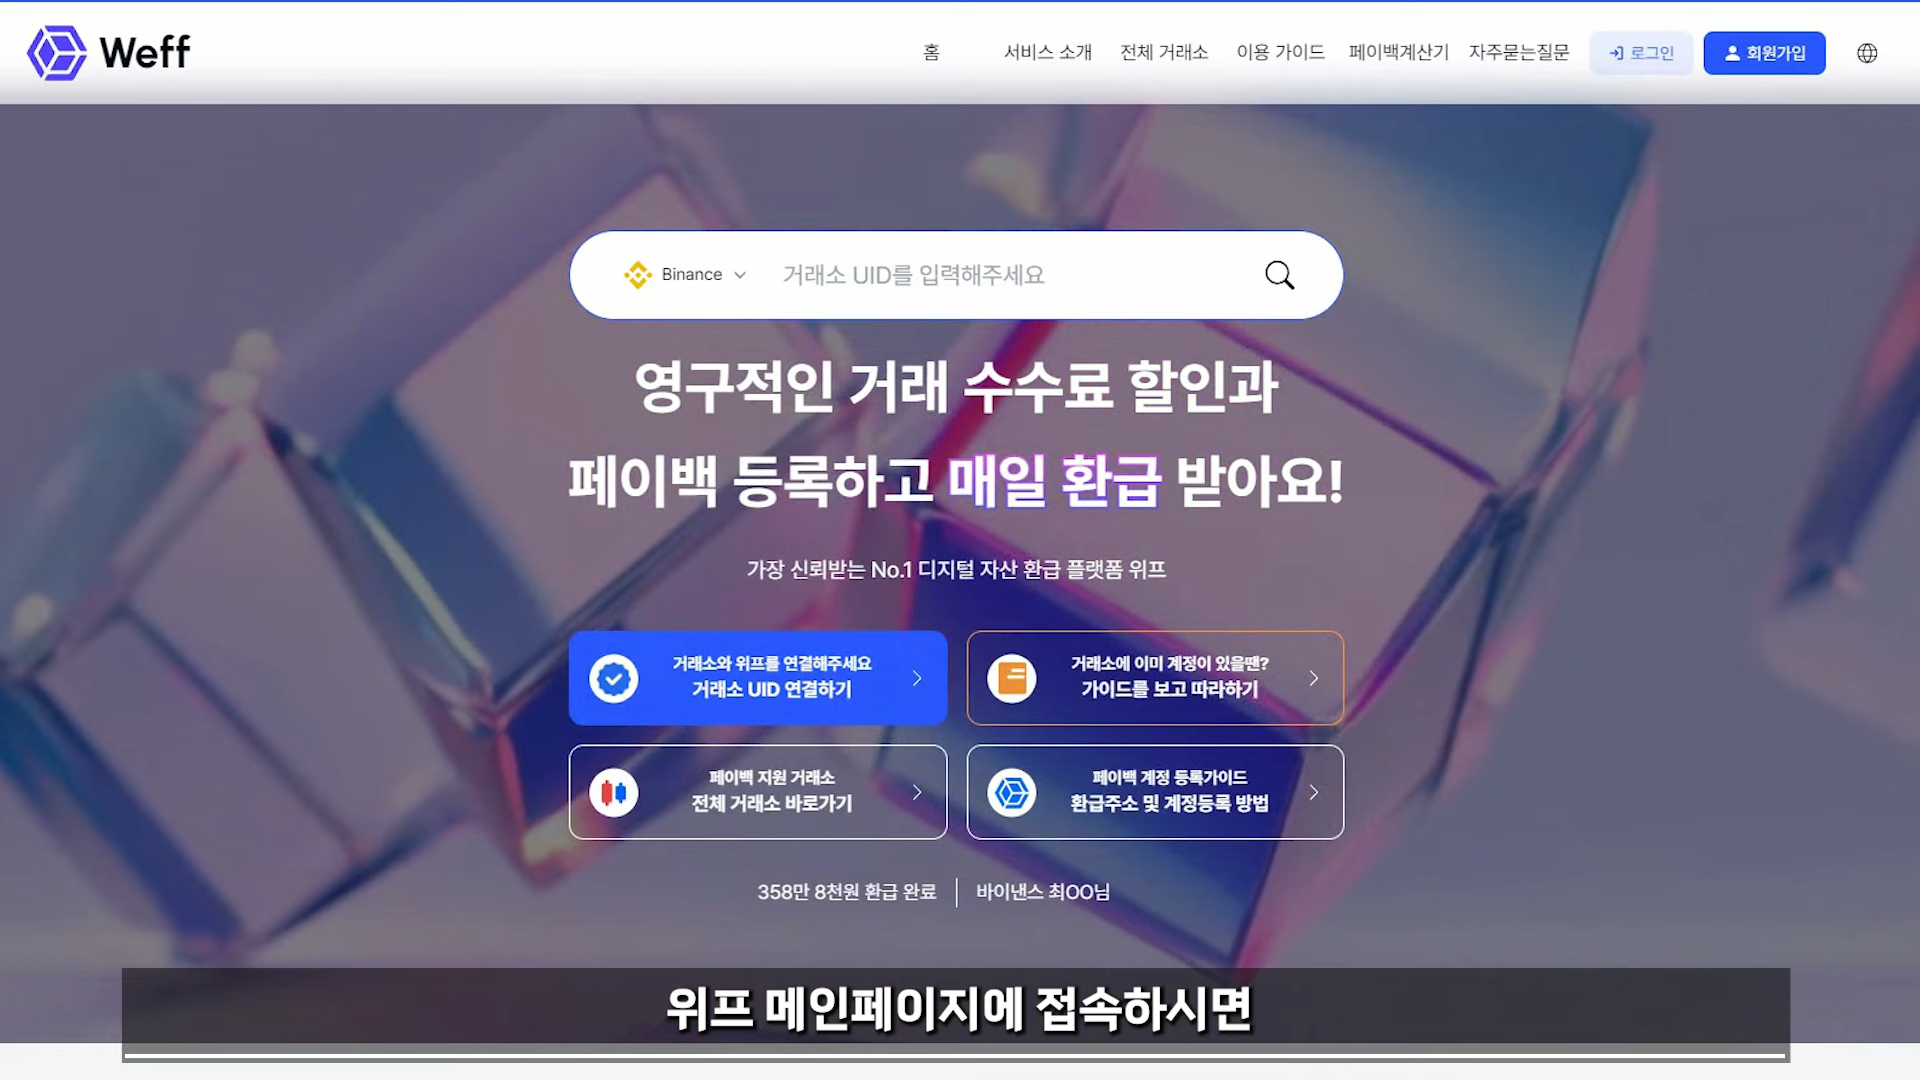 Weff
홈
서비스 소개
전체 거래소
이용 가이드
페이백계산기
자주묻는질문
로그인
회원가입
Binance
거래소 UID를 입력해주세요
영구적인 거래 수수료 할인과
페이백 등록하고 매일 환급 받아요!
가장 신뢰받는 No.1 디지털 자산 환급 플랫폼 위프
거래소와 위프를 연결해주세요
거래소 UID 연결하기
거래소에 이미 계정이 있을땐?
가이드를 보고 따라하기
페이백 지원 거래소
전체 거래소 바로가기
페이백 계정 등록가이드
환급주소 및 계정등록 방법
358만 8천원 환급 완료
바이낸스 최OO님
위프 메인페이지에 접속하시면